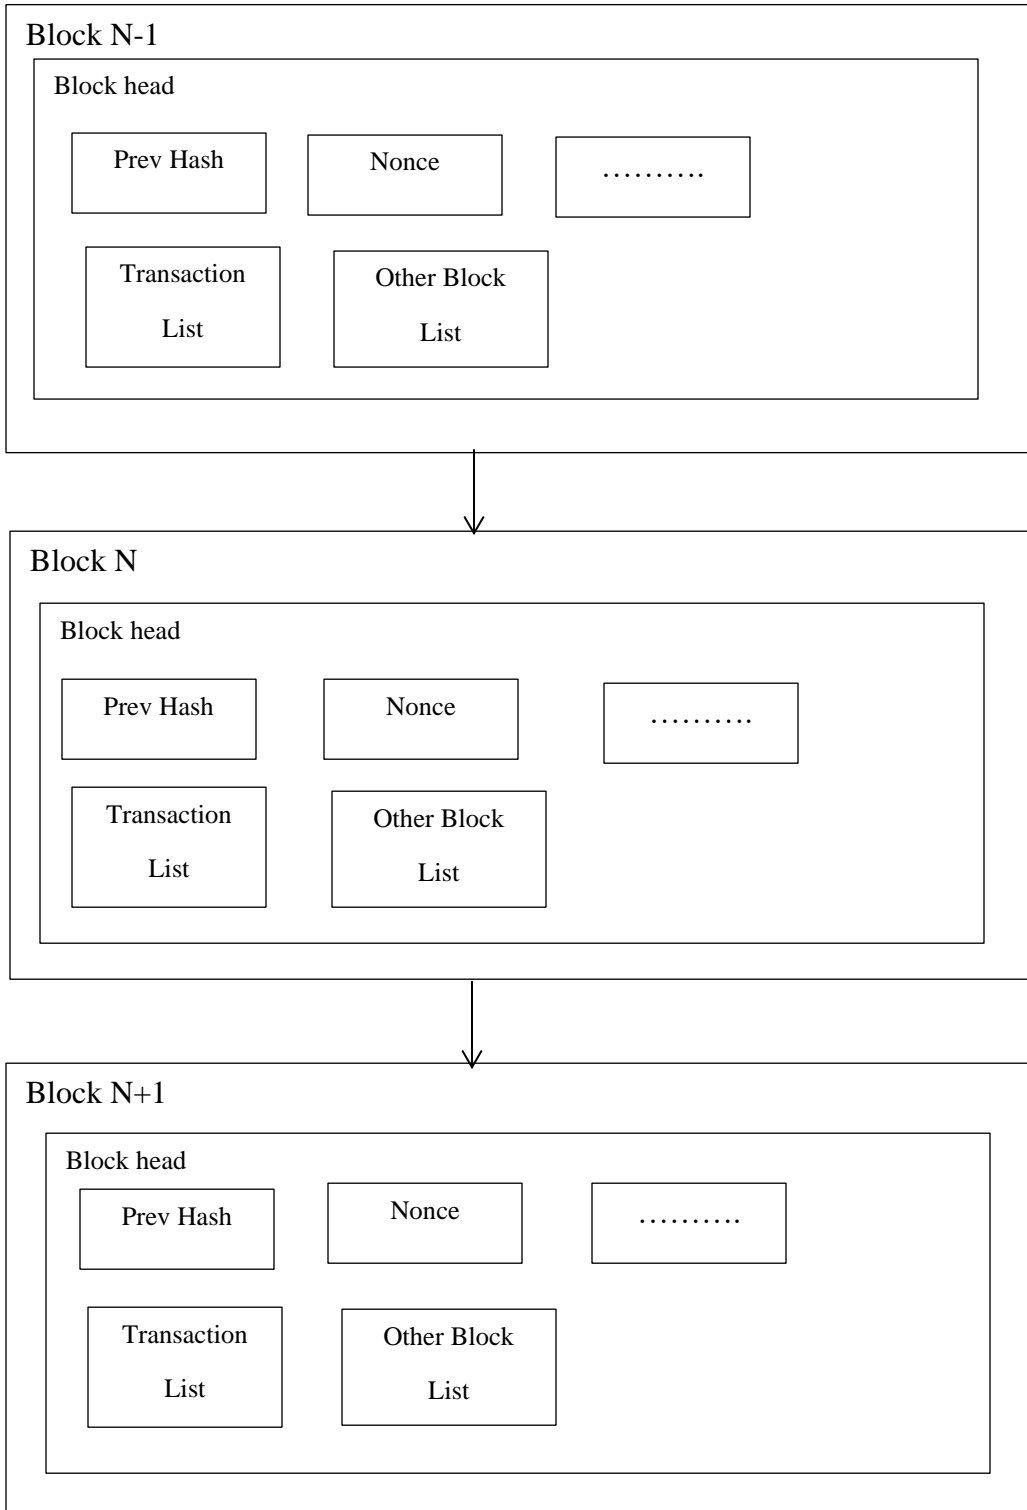 Block N-1
Block head
Prev Hash
Nonce
……….
Transaction
List
Other Block
List
Block N
Block head
Prev Hash
Nonce
……….
Transaction
List
Other Block
List
Block N+1
Block head
Prev Hash
Nonce
……….
Transaction
List
Other Block
List